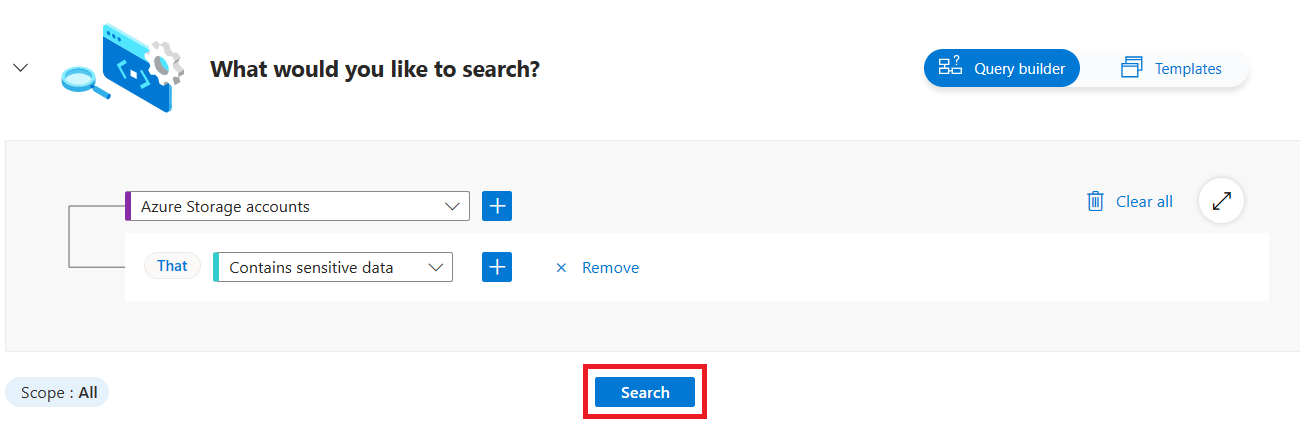 What would you like to search?
Query builder
Templates
Azure Storage accounts
Clear all
That
Contains sensitive data
Remove
Scope : All
Search